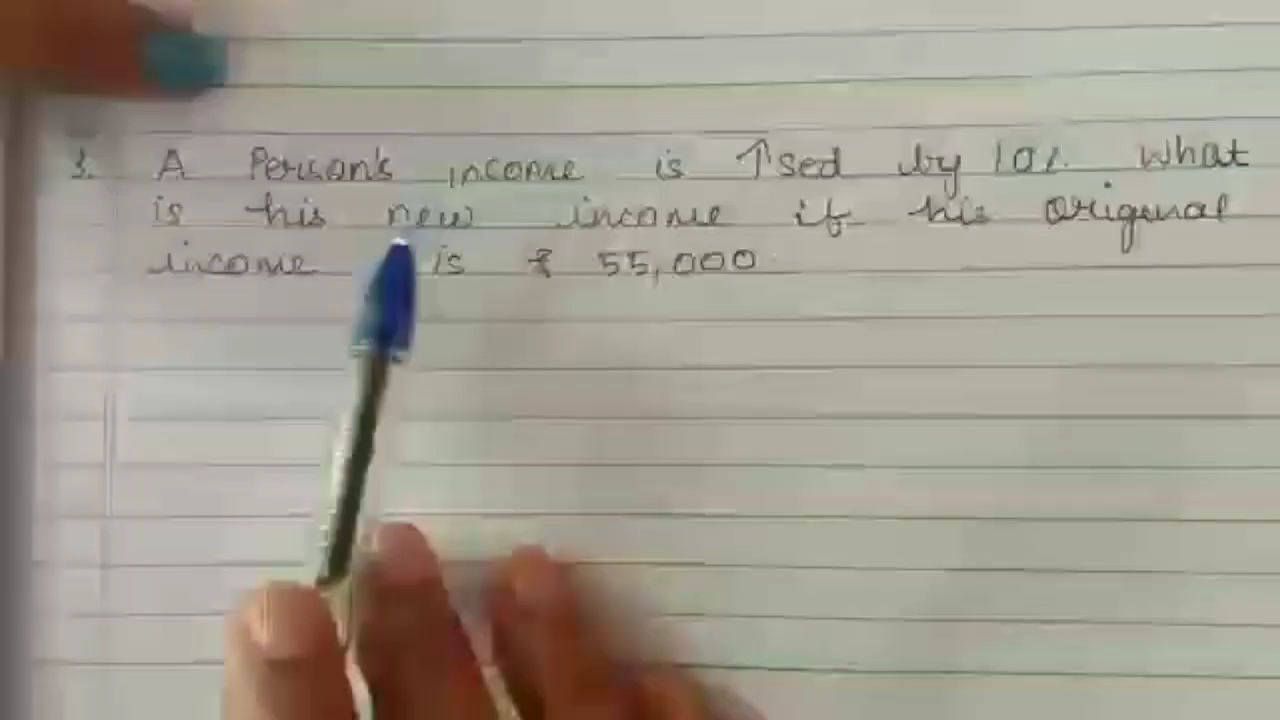 3. A Person's income is ↑sed by 10%. What
is his new income if his original
income is ₹ 55,000